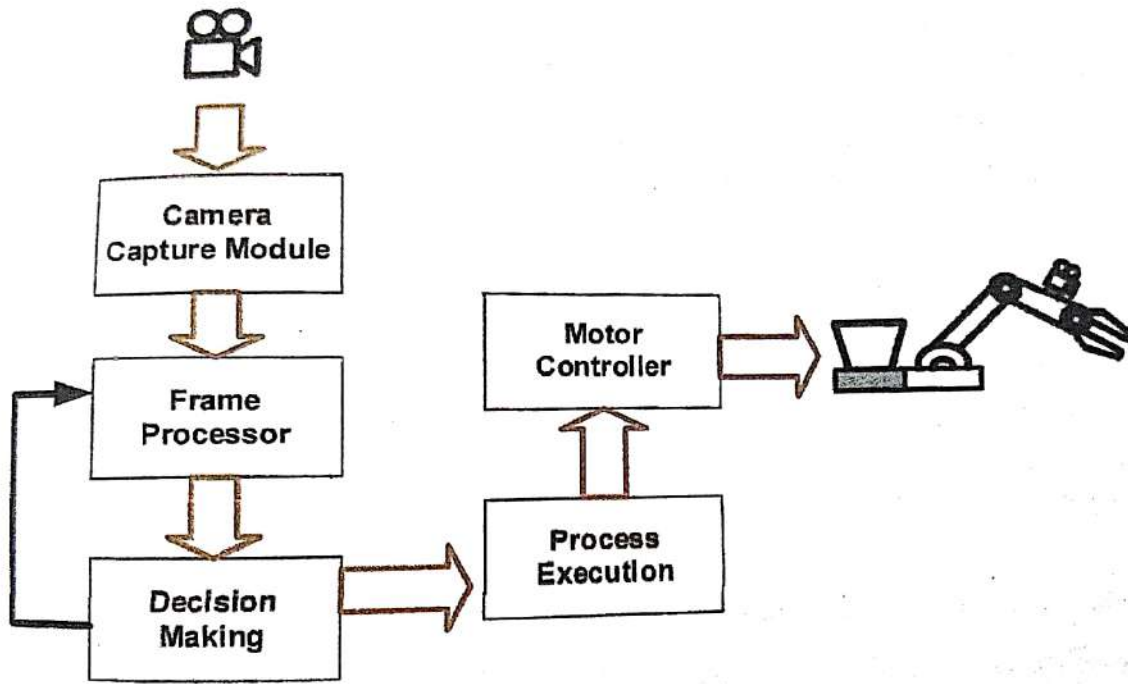 Camera
Capture Module
Frame
Processor
Decision
Making
Process
Execution
Motor
Controller